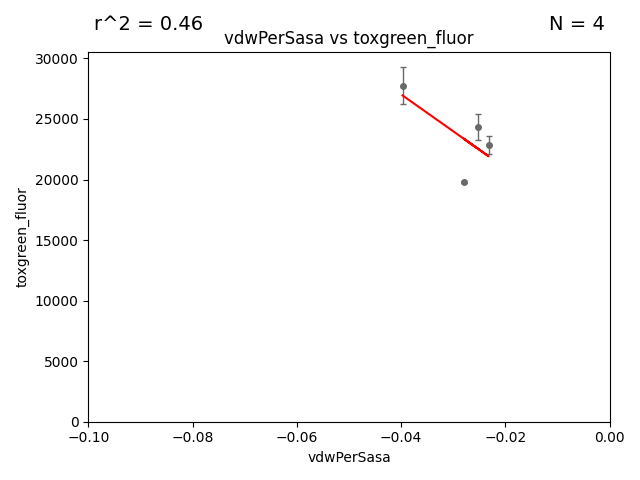 r^2 = 0.46
N = 4
vdwPerSasa vs toxgreen_fluor
30000
25000
20000
15000
10000
5000
0
toxgreen_fluor
−0.10
−0.08
−0.06
−0.04
−0.02
0.00
vdwPerSasa